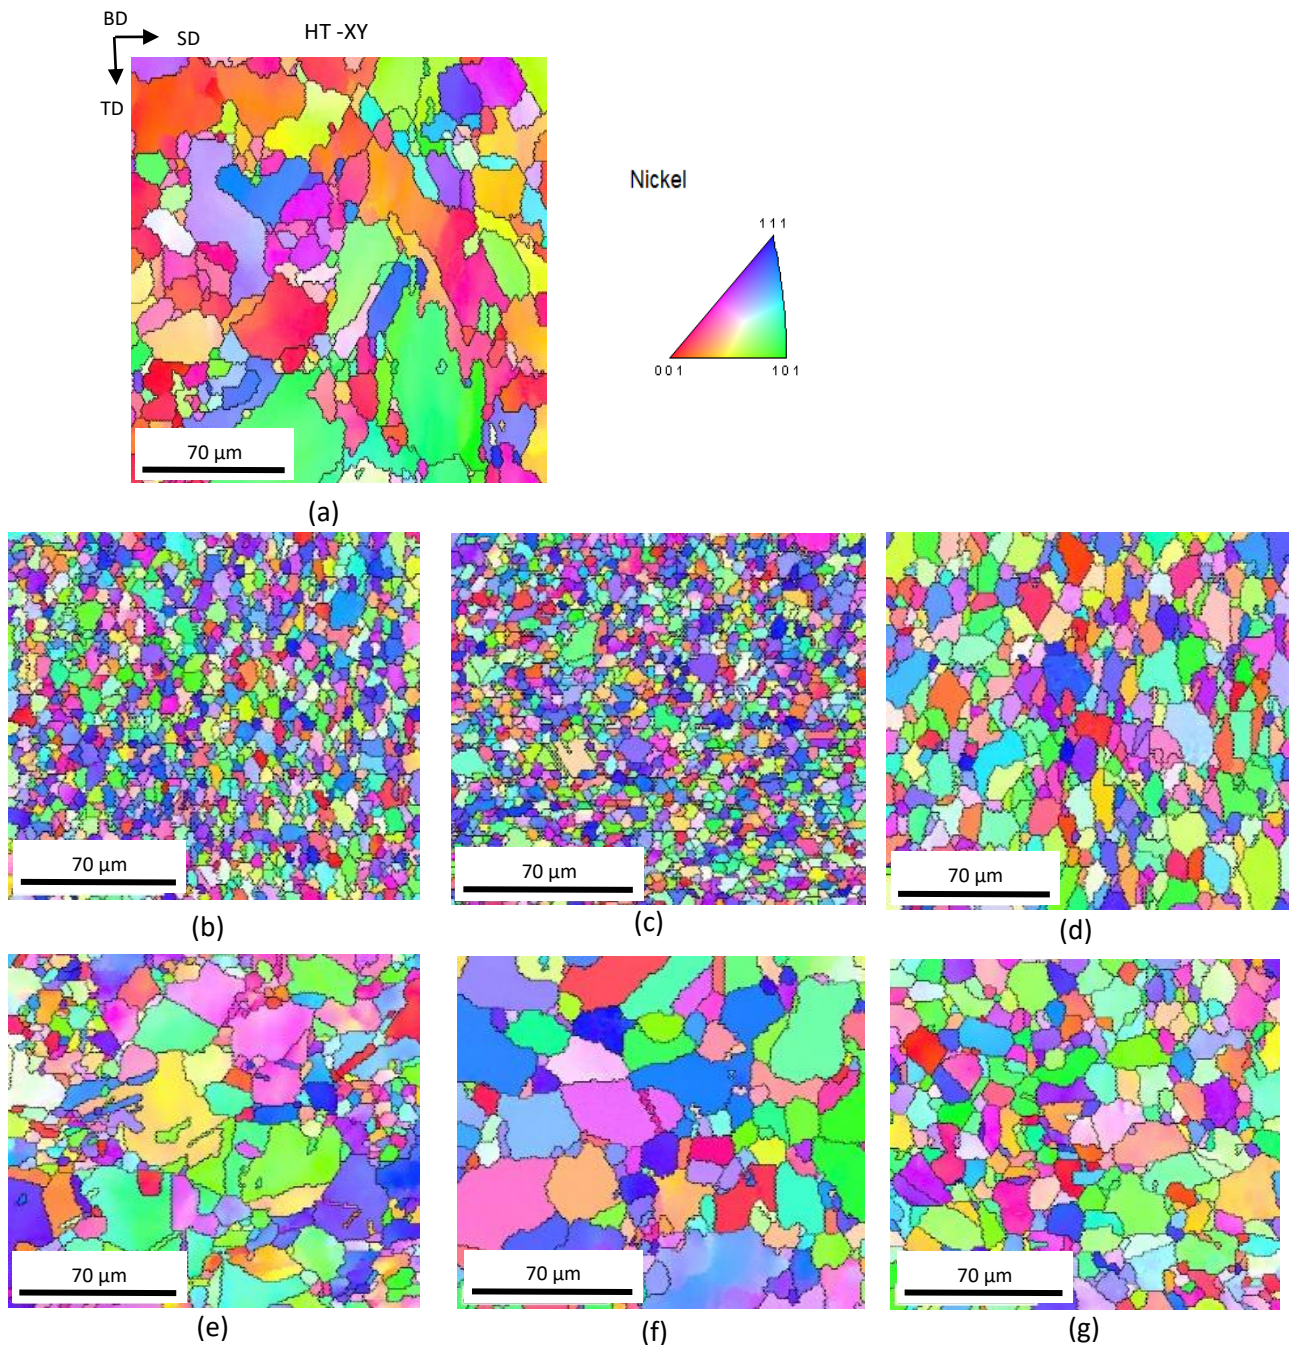 BD
SD
HT -XY
TD
Nickel
1 1 1
0 0 1
1 0 1
70 µm
(a)
70 µm
70 µm
70 µm
(b)
(c)
(d)
70 µm
70 µm
70 µm
(e)
(f)
(g)